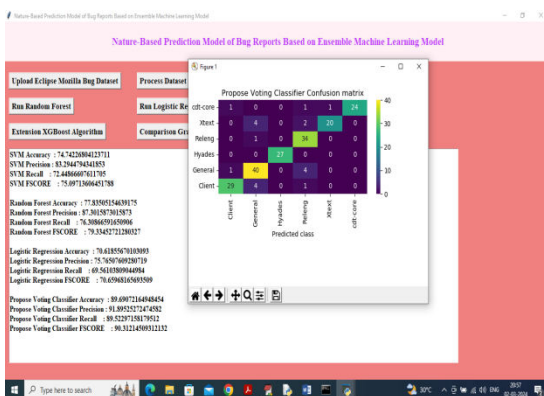 Nature-Based Prediction Model of Bug Reports Based on Ensemble Machine Learning Model
Nature-Based Prediction Model of Bug Reports Based on Ensemble Machine Learning Model
Upload Eclipse Mozilla Bug Dataset
Process Dataset
Run Random Forest
Run Logistic Re
Extension XGBoost Algorithm
Comparison Gra
SVM Accuracy : 74.74226804123711
SVM Precision : 83.2944794341853
SVM Recall : 72.44866607611705
SVM FSCORE : 75.09713606451788
Random Forest Accuracy : 77.83505154639175
Random Forest Precision : 87.3015873015873
Random Forest Recall : 76.30866591650906
Random Forest FSCORE : 79.33452721280327
Logistic Regression Accuracy : 70.61855670103093
Logistic Regression Precision : 75.76507609280719
Logistic Regression Recall : 69.56103809044984
Logistic Regression FSCORE : 70.65968165693509
Propose Voting Classifier Accuracy : 89.69072164948454
Propose Voting Classifier Precision : 91.89525272474582
Propose Voting Classifier Recall : 89.52297158179512
Propose Voting Classifier FSCORE : 90.31214509312132
Figure 1
Propose Voting Classifier Confusion matrix
cdt-core 1 0 0 1 1 24
Xtext 0 4 0 2 20 0
Releng 0 1 0 34 0 0
Hyades 0 0 27 0 0 0
General 1 40 0 4 0 0
Client 29 4 0 1 0 0
Client General Hyades Releng Xtext cdt-core
Predicted class
40
30
20
10
0
Type here to search
30°C
ENG
20:57
02-03-2024